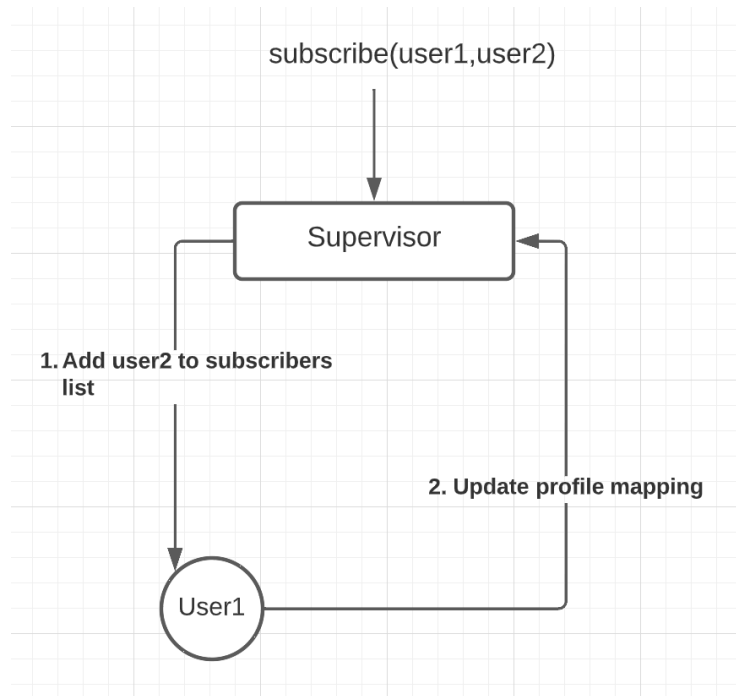 subscribe(user1,user2)
Supervisor
1. Add user2 to subscribers
list
2. Update profile mapping
User1